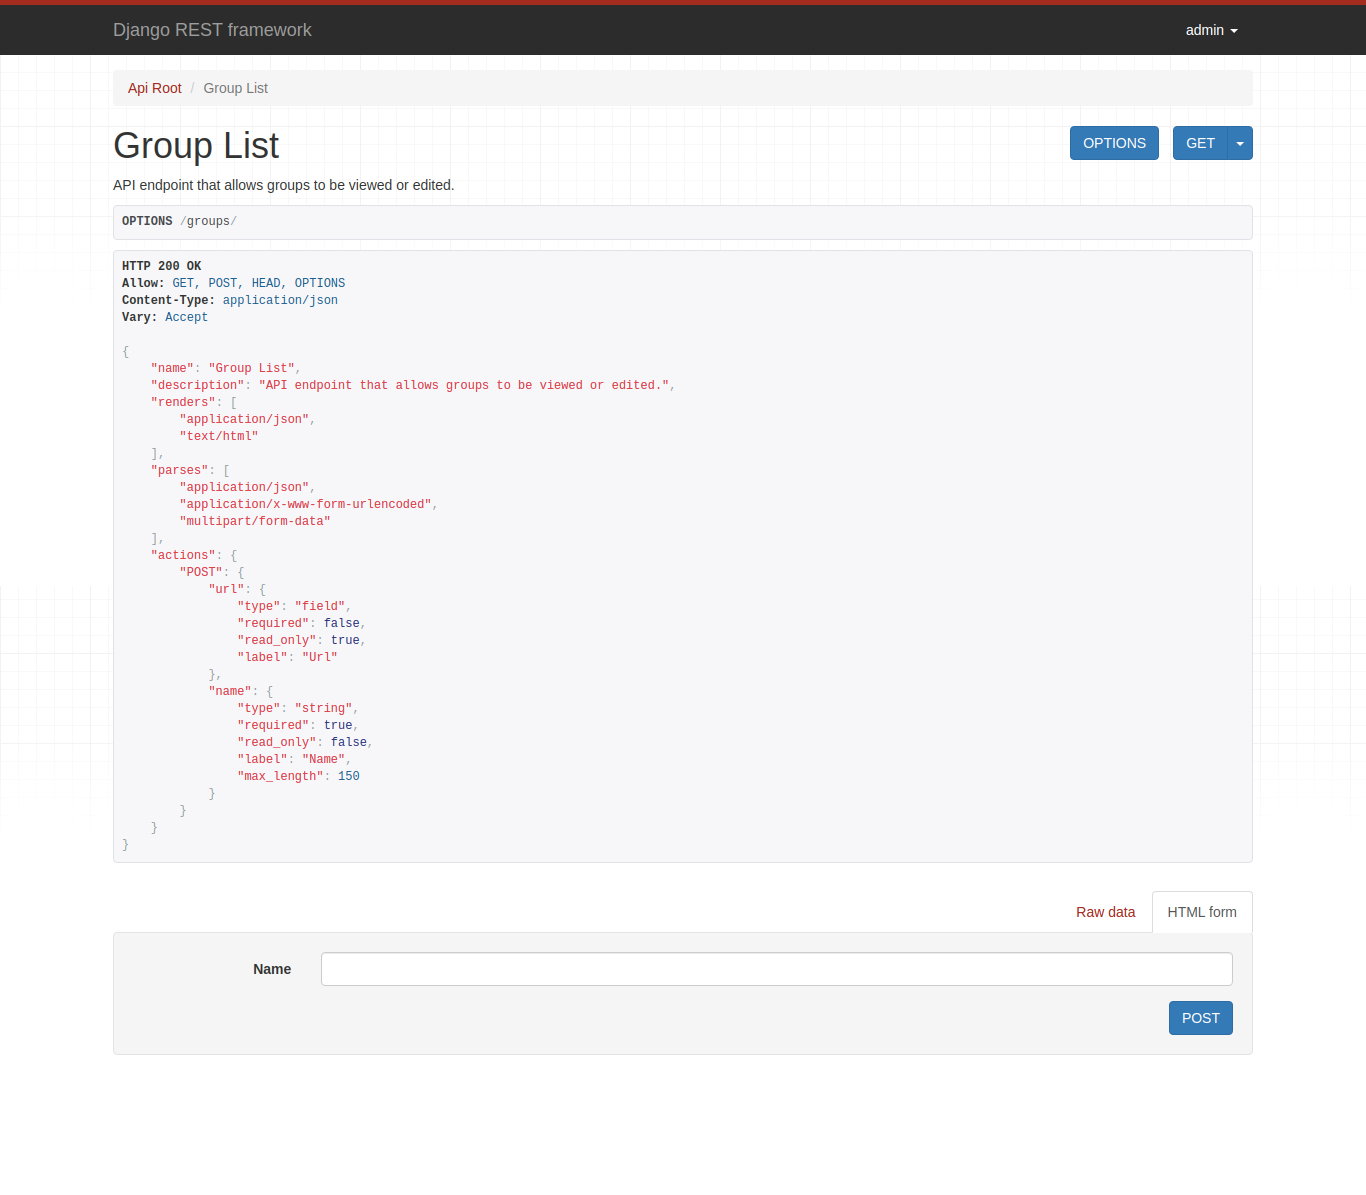 Django REST framework
admin
Api Root / Group List
Group List
OPTIONS
GET
API endpoint that allows groups to be viewed or edited.
OPTIONS /groups/
HTTP 200 OK
Allow: GET, POST, HEAD, OPTIONS
Content-Type: application/json
Vary: Accept
{
    "name": "Group List",
    "description": "API endpoint that allows groups to be viewed or edited.",
    "renders": [
        "application/json",
        "text/html"
    ],
    "parses": [
        "application/json",
        "application/x-www-form-urlencoded",
        "multipart/form-data"
    ],
    "actions": {
        "POST": {
            "url": {
                "type": "field",
                "required": false,
                "read_only": true,
                "label": "Url"
            },
            "name": {
                "type": "string",
                "required": true,
                "read_only": false,
                "label": "Name",
                "max_length": 150
            }
        }
    }
}
Raw data
HTML form
Name
POST